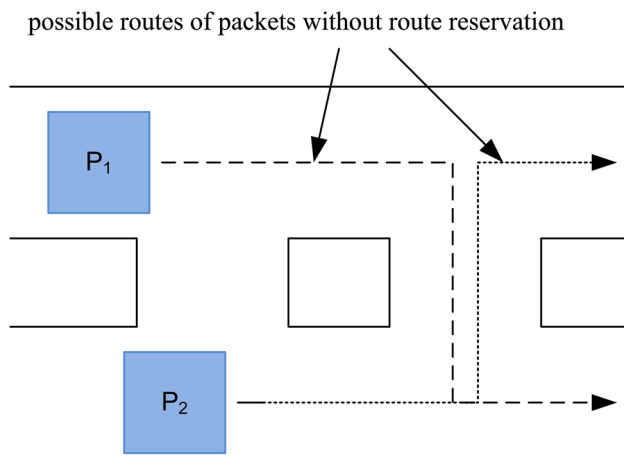 possible routes of packets without route reservation
P₁
P₂